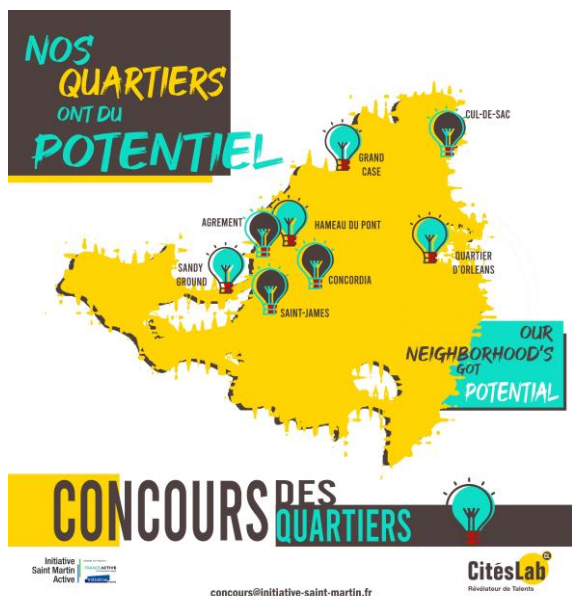 NOS
QUARTIERS
ONT DU
POTENTIEL
CUL-DE-SAC
GRAND
CASE
AGREMENT
HAMEAU DU PONT
SANDY
GROUND
CONCORDIA
QUARTIER
D'ORLEANS
SAINT-JAMES
OUR
NEIGHBORHOOD'S
GOT
POTENTIAL
CONCOURS DES
QUARTIERS
Initiative
Saint Martin
Active
FRANCE ACTIVE
CitésLab
Révélateur de Talents
concours@initiative-saint-martin.fr